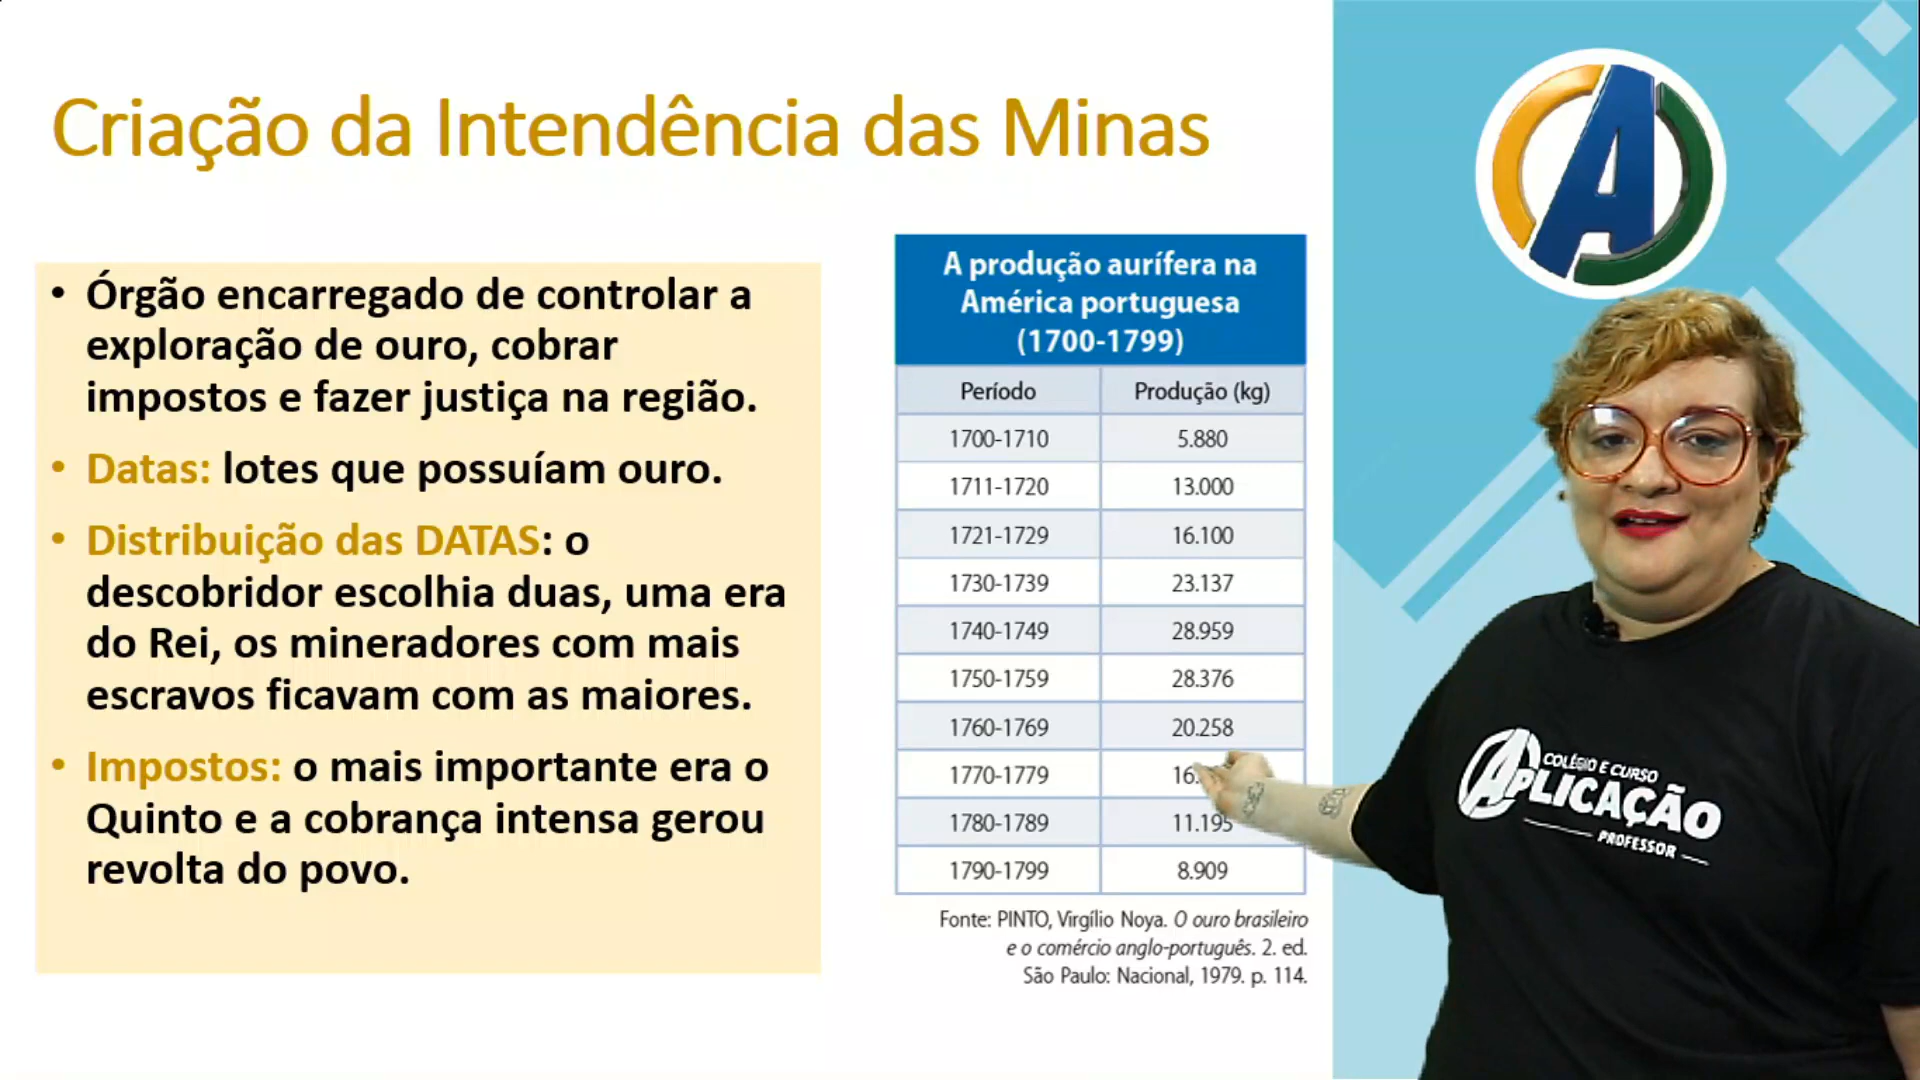 Criação da Intendência das Minas
• Órgão encarregado de controlar a
exploração de ouro, cobrar
impostos e fazer justiça na região.
• Datas: lotes que possuíam ouro.
• Distribuição das DATAS: o
descobridor escolhia duas, uma era
do Rei, os mineradores com mais
escravos ficavam com as maiores.
• Impostos: o mais importante era o
Quinto e a cobrança intensa gerou
revolta do povo.
A produção aurífera na
América portuguesa
(1700-1799)
Período Produção (kg)
1700-1710 5.880
1711-1720 13.000
1721-1729 16.100
1730-1739 23.137
1740-1749 28.959
1750-1759 28.376
1760-1769 20.258
1770-1779
1780-1789 11.195
1790-1799 8.909
Fonte: PINTO, Virgílio Noya. O ouro brasileiro
e o comércio anglo-português. 2. ed.
São Paulo: Nacional, 1979. p. 114.
A
COLÉGIO E CURSO
APLICAÇÃO
PROFESSOR